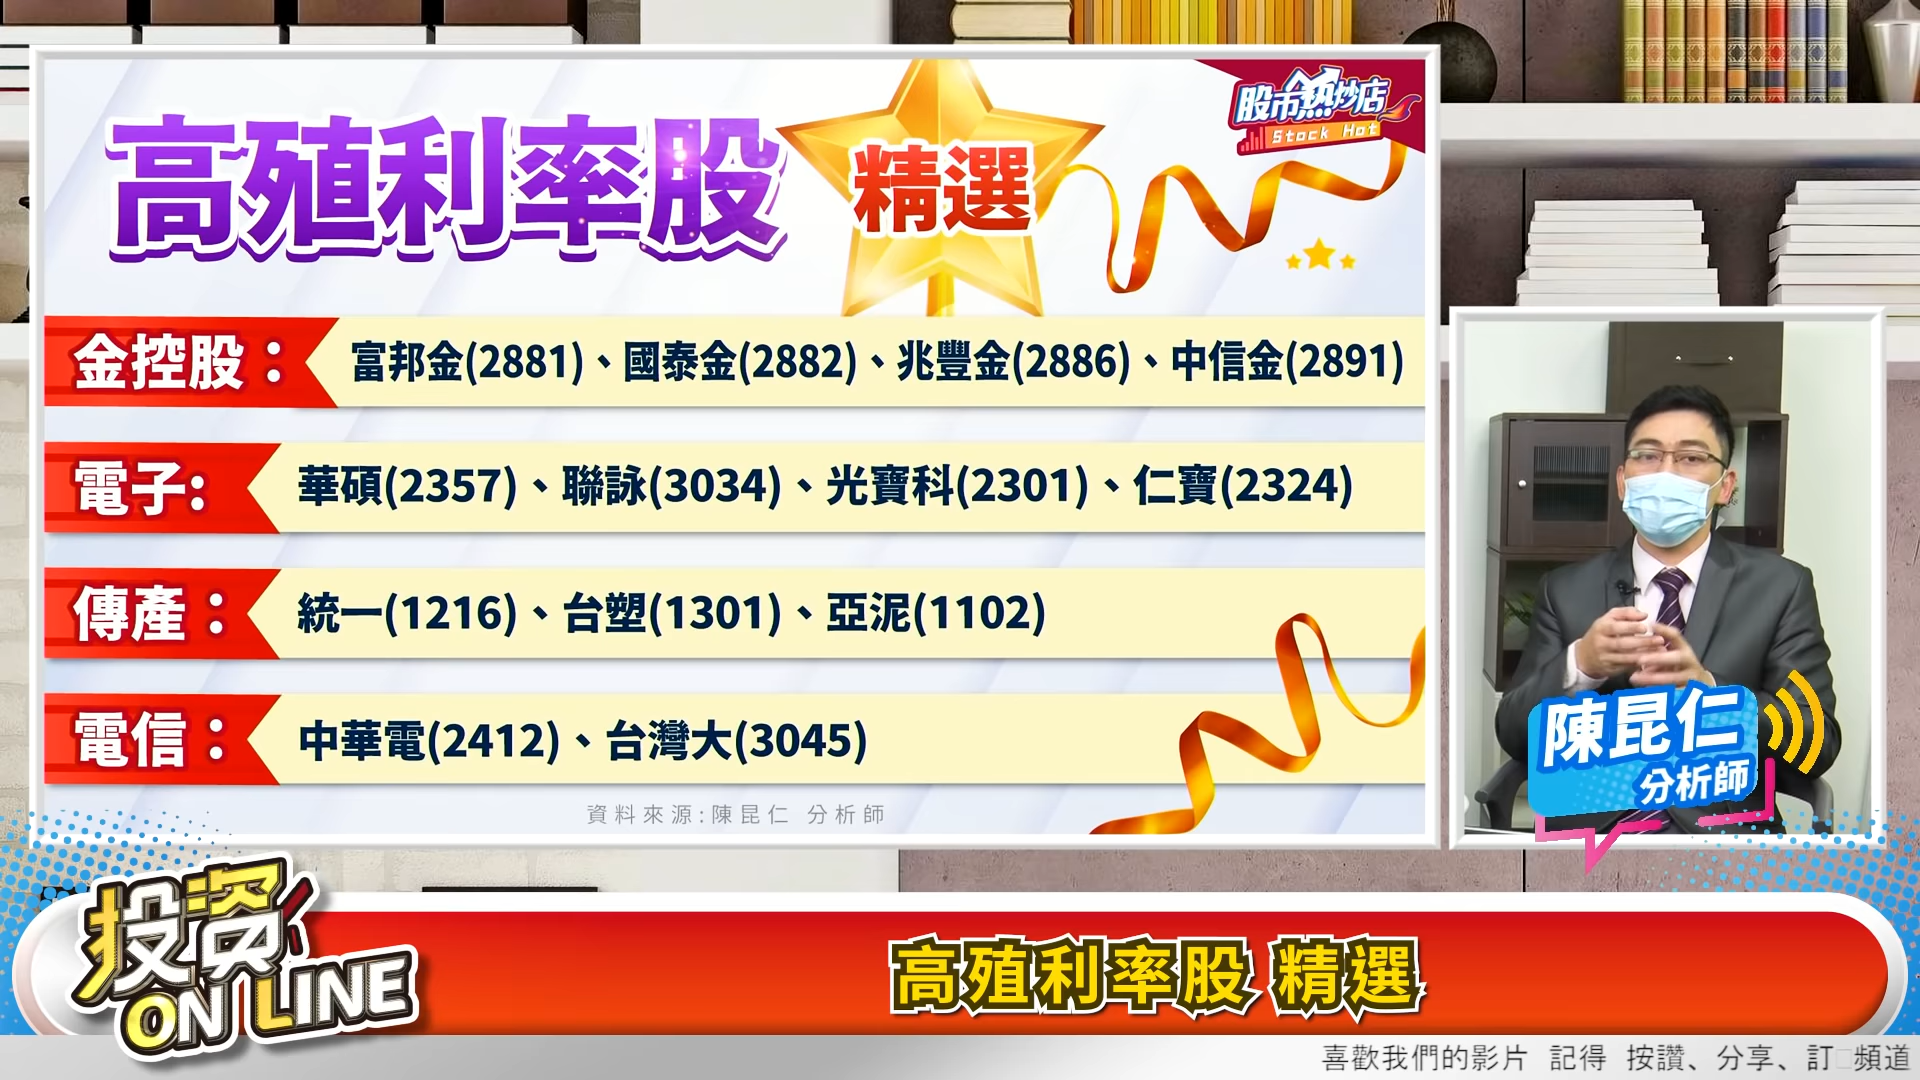 高殖利率股 精選
股市熱炒店
Stock Hot
金控股： 富邦金(2881)、國泰金(2882)、兆豐金(2886)、中信金(2891)
電子: 華碩(2357)、聯詠(3034)、光寶科(2301)、仁寶(2324)
傳產： 統一(1216)、台塑(1301)、亞泥(1102)
電信： 中華電(2412)、台灣大(3045)
資料來源:陳昆仁 分析師
陳昆仁
分析師
投資
ON LINE
高殖利率股 精選
喜歡我們的影片 記得 按讚、分享、訂□頻道